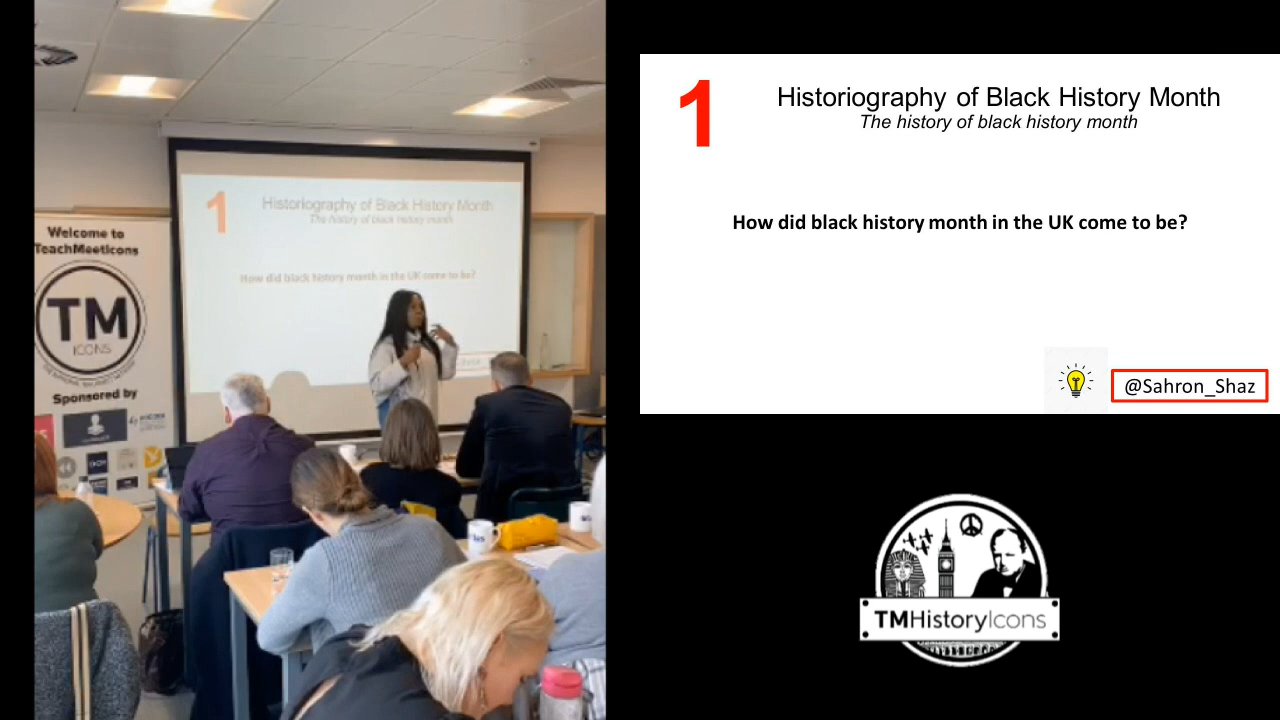 Welcome to
TeachMeetIcons
TM
ICONS
Sponsored by
1
Historiography of Black History Month
The history of black history month
How did black history month in the UK come to be?
1
Historiography of Black History Month
The history of black history month
How did black history month in the UK come to be?
@Sahron_Shaz
TMHistoryIcons